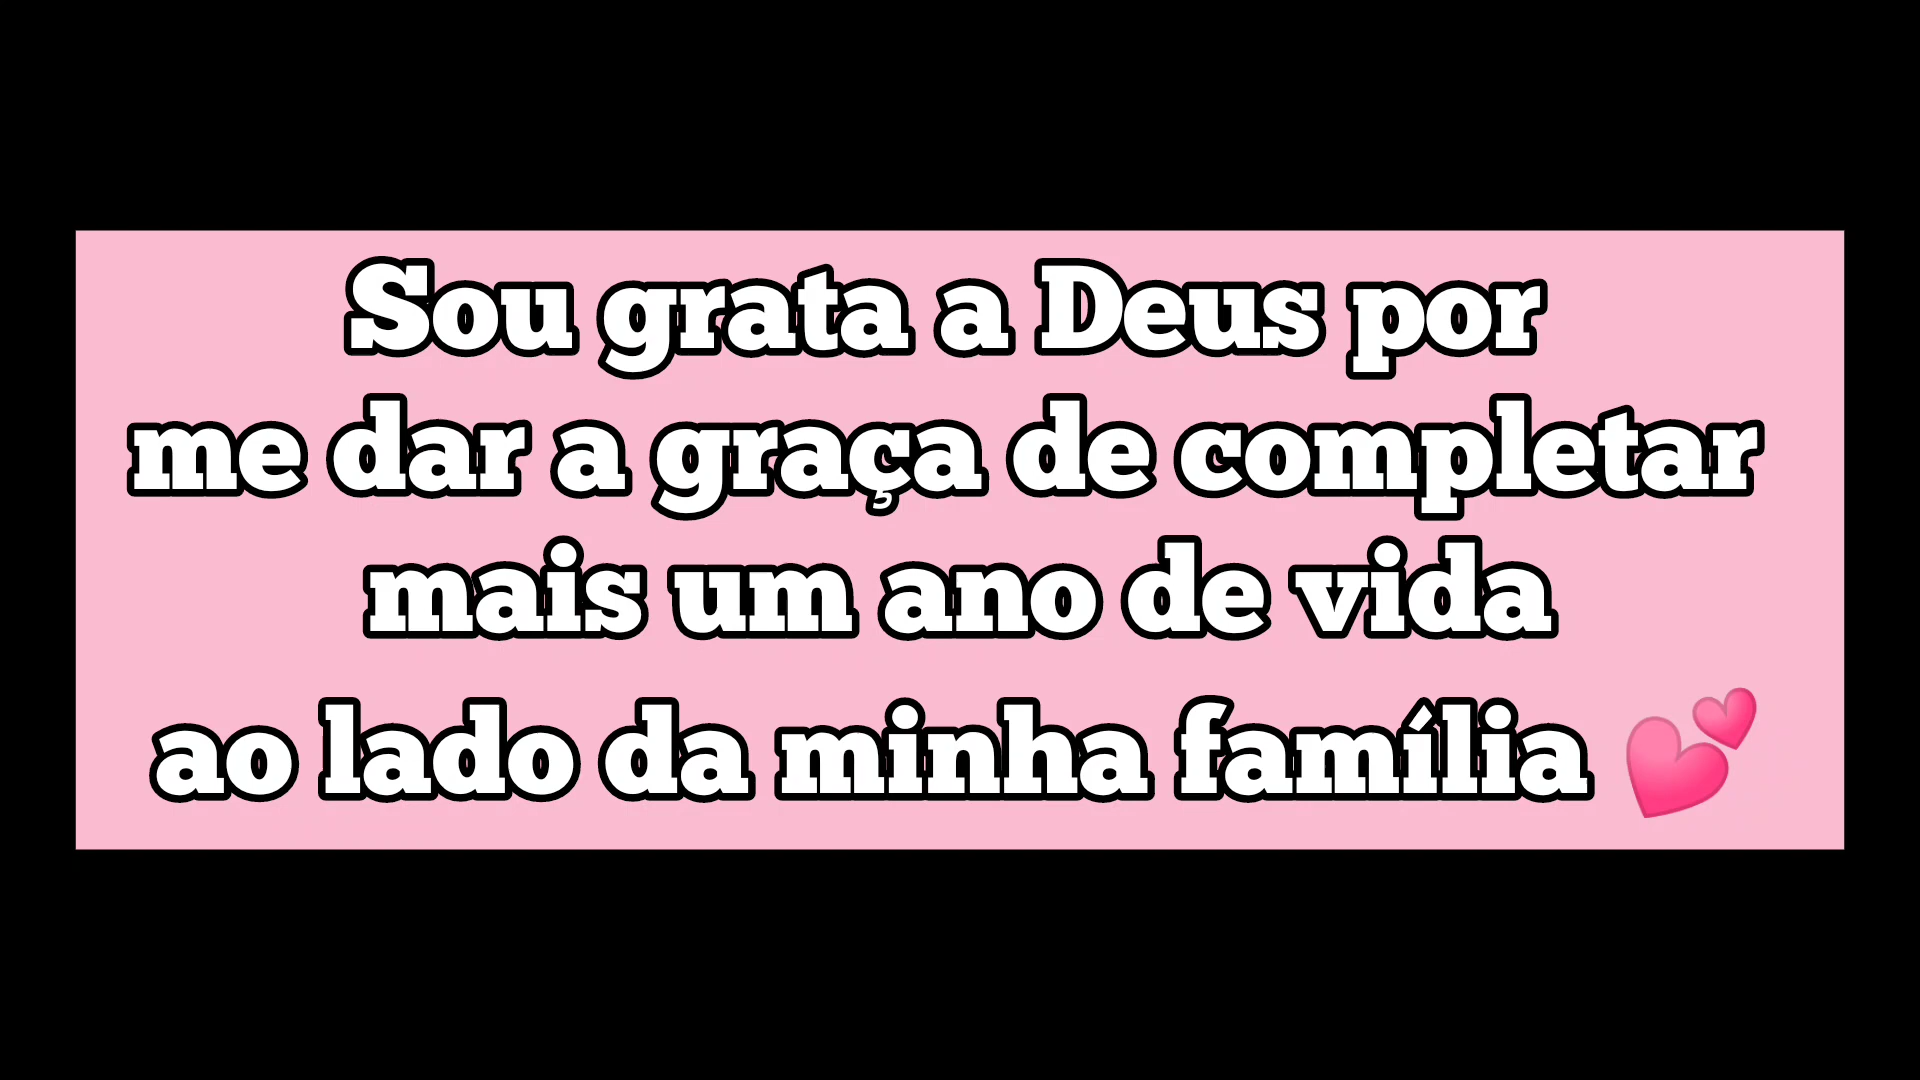 Sou grata a Deus por
me dar a graça de completar
mais um ano de vida
ao lado da minha família 💕